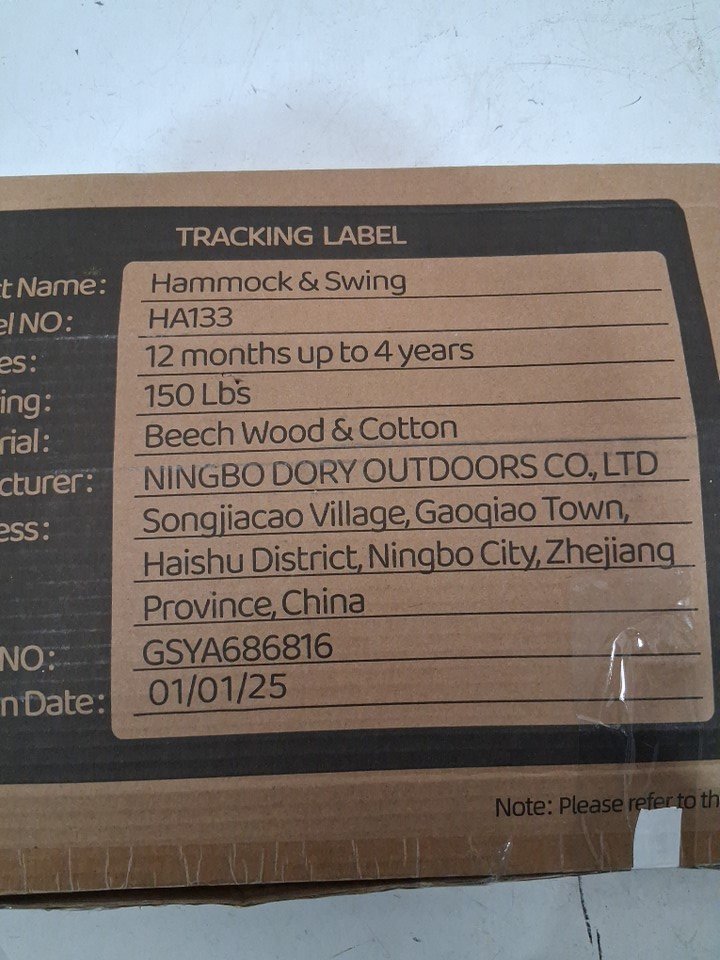 TRACKING LABEL
t Name: Hammock & Swing
el NO: HA133
es: 12 months up to 4 years
ing: 150 Lbs
rial: Beech Wood & Cotton
cturer: NINGBO DORY OUTDOORS CO., LTD
ess: Songjiacao Village, Gaoqiao Town,
Haishu District, Ningbo City, Zhejiang
Province, China
NO: GSYA686816
n Date: 01/01/25
Note: Please refer to th